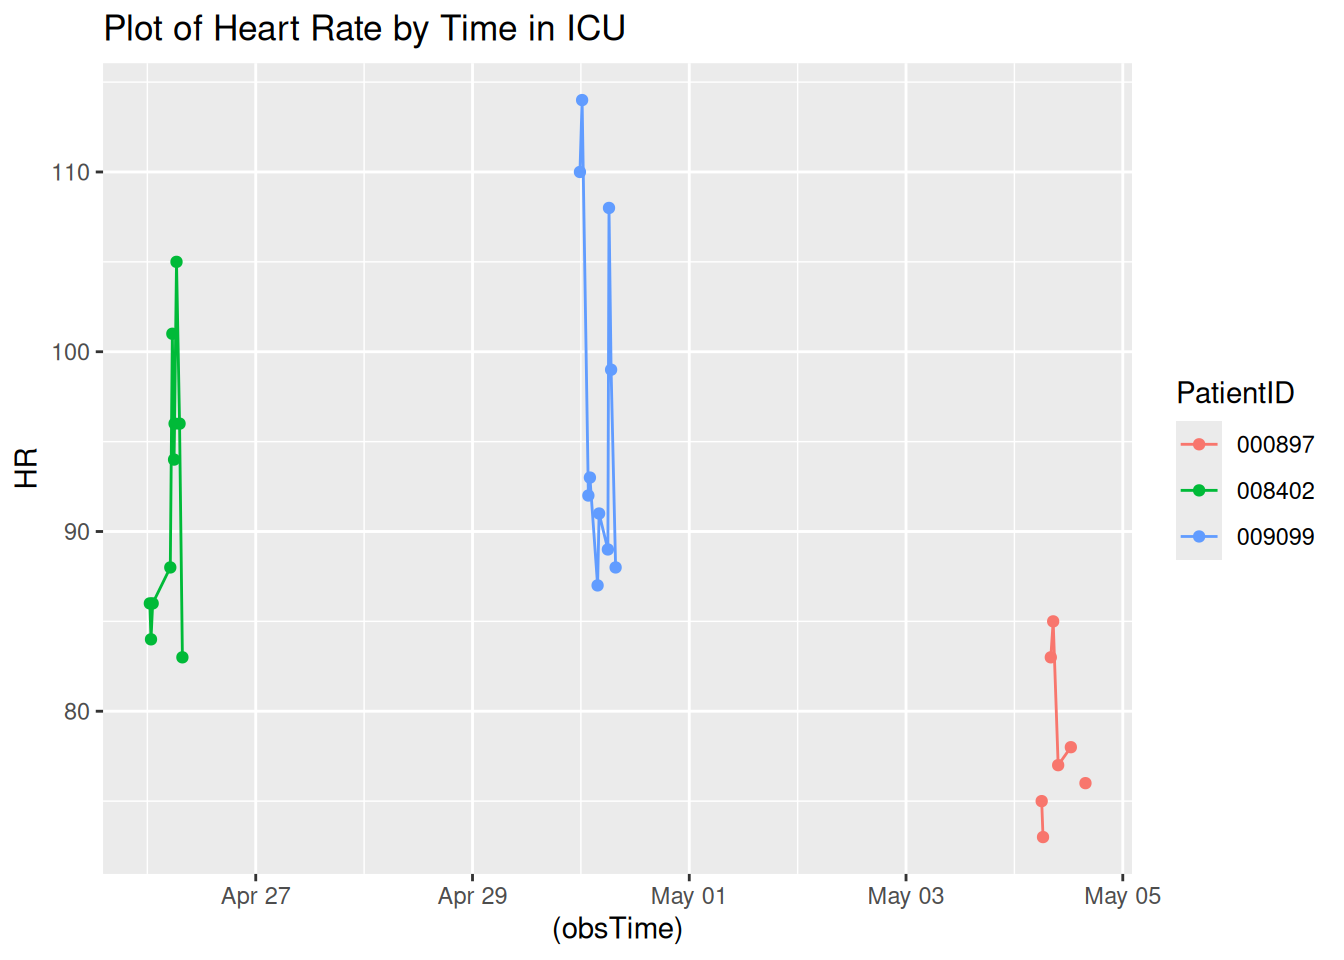 Plot of Heart Rate by Time in ICU
110
100
90
80
HR
Apr 27
Apr 29
May 01
May 03
May 05
(obsTime)
PatientID
000897
008402
009099